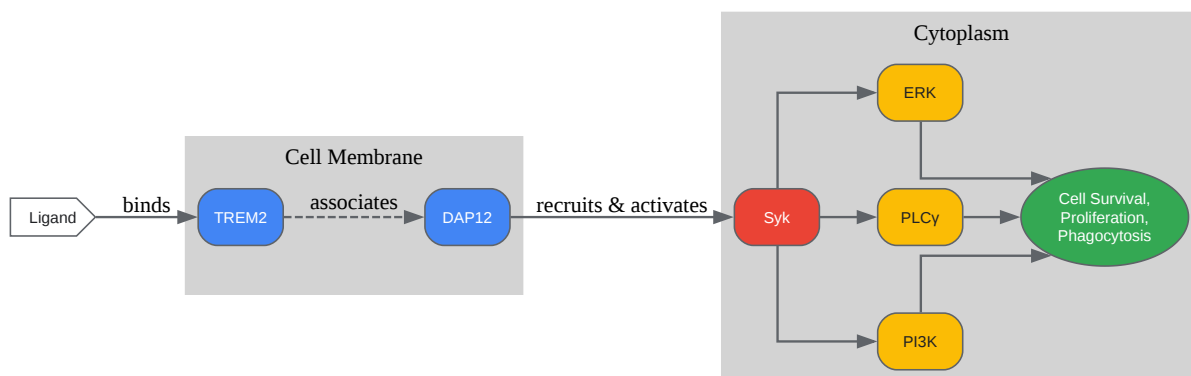 Cytoplasm
ERK
Cell Membrane
Ligand
binds
TREM2
associates
DAP12
recruits & activates
Syk
PLCγ
Cell Survival,
Proliferation,
Phagocytosis
PI3K